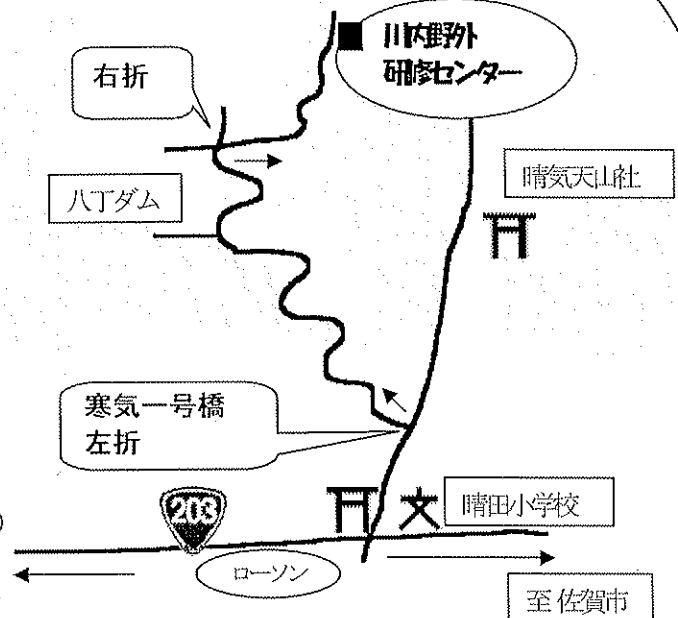 川内野外
研修センター
右折
八丁ダム
晴気天山社
寒気一号橋
左折
203
文
晴田小学校
ローソン
至 佐賀市